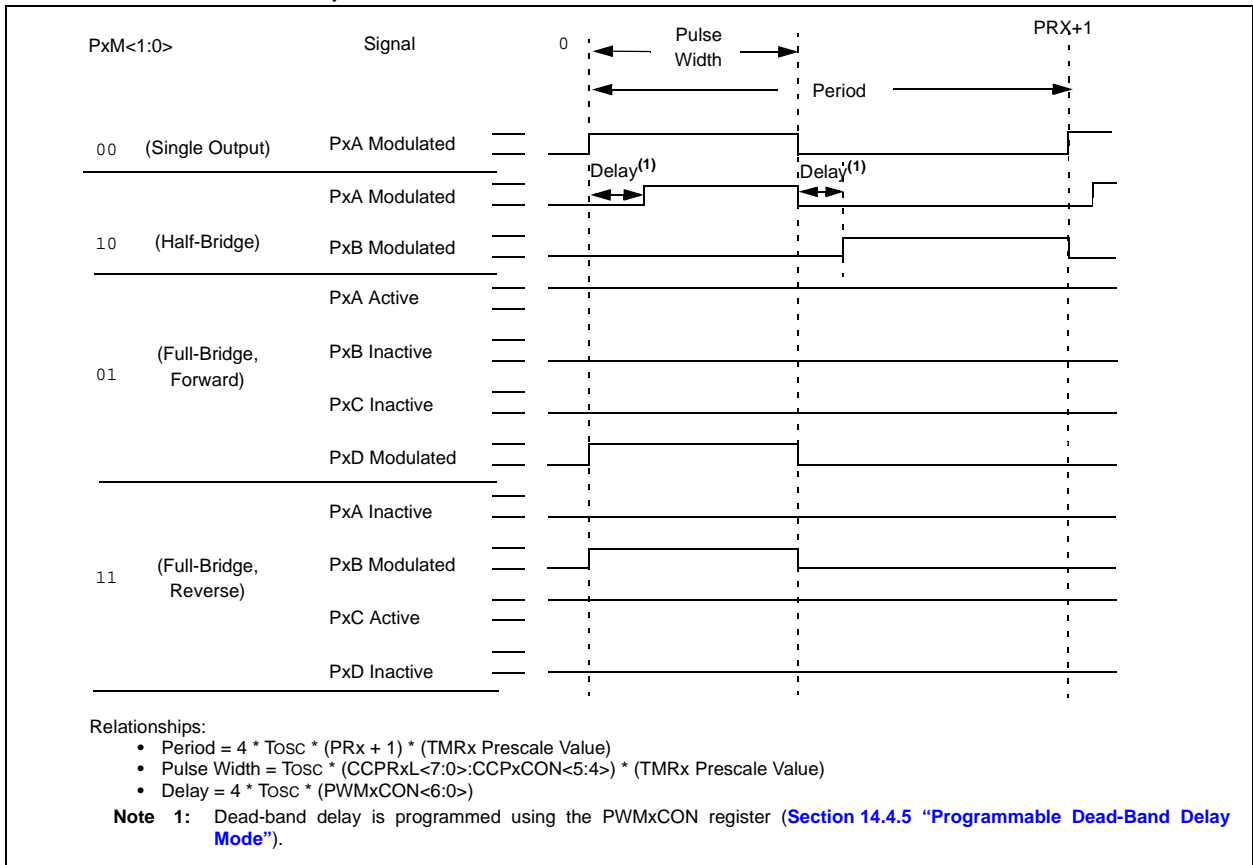 PxM<1:0> Signal 0 Pulse Width PRX+1
Period
00 (Single Output) PxA Modulated
Delay(1) Delay(1)
PxA Modulated
10 (Half-Bridge) PxB Modulated
PxA Active
01 (Full-Bridge, Forward) PxB Inactive
PxC Inactive
PxD Modulated
PxA Inactive
11 (Full-Bridge, Reverse) PxB Modulated
PxC Active
PxD Inactive
Relationships:
• Period = 4 * TOSC * (PRx + 1) * (TMRx Prescale Value)
• Pulse Width = TOSC * (CCPRxL<7:0>:CCPxCON<5:4>) * (TMRx Prescale Value)
• Delay = 4 * TOSC * (PWMxCON<6:0>)
Note 1: Dead-band delay is programmed using the PWMxCON register (Section 14.4.5 “Programmable Dead-Band Delay
Mode”).